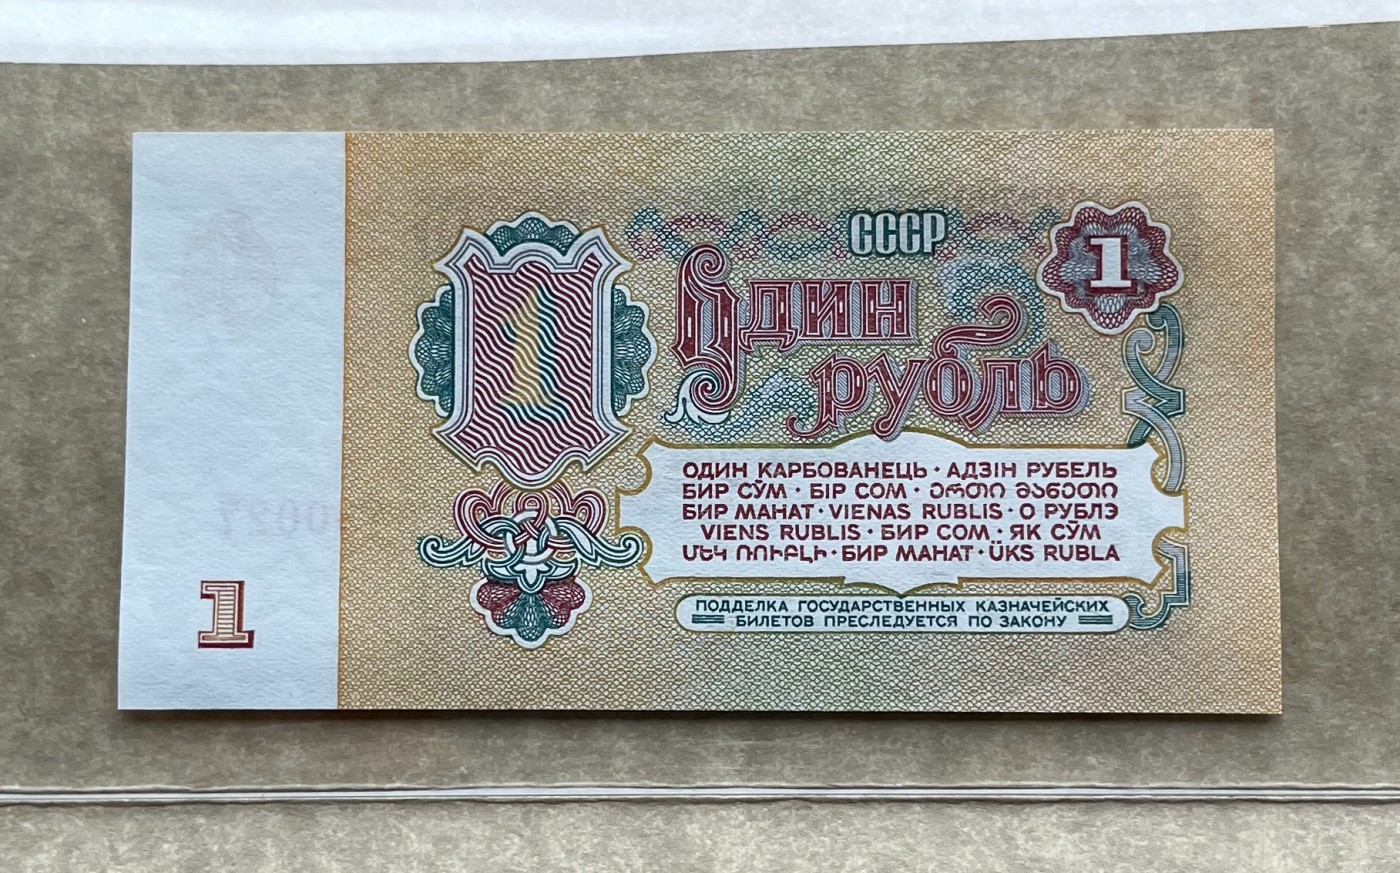 СССР
1
Один
рубль
1
ОДИН КАРБОВАНЕЦЬ · АДЗІН РУБЕЛЬ
БИР СЎМ · БІР СОМ · ᲔᲠᲗᲘ ᲛᲐᲜᲔᲗᲘ
БИР МАНАТ · VIENAS RUBLIS · О РУБЛЭ
VIENS RUBLIS · БИР СОМ · ЯК СӮМ
ՄԵԿ ՌՈՒԲԼԻ · БИР МАНАТ · ÜKS RUBLA
ПОДДЕЛКА ГОСУДАРСТВЕННЫХ КАЗНАЧЕЙСКИХ
БИЛЕТОВ ПРЕСЛЕДУЕТСЯ ПО ЗАКОНУ
1